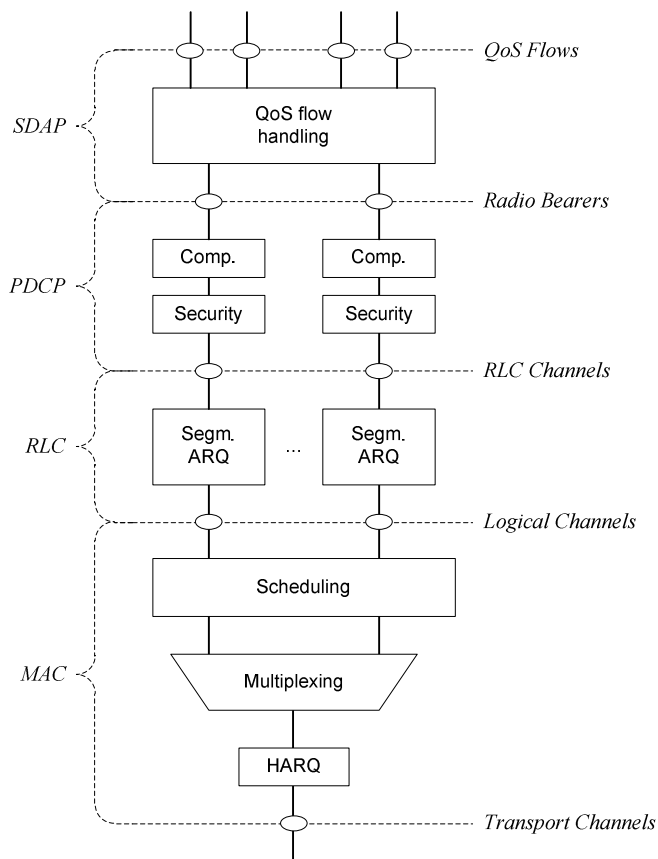 QoS Flows
QoS flow
handling
SDAP
Radio Bearers
Comp.
Comp.
PDCP
Security
Security
RLC Channels
Segm.
ARQ
...
Segm.
ARQ
RLC
Logical Channels
Scheduling
MAC
Multiplexing
HARQ
Transport Channels